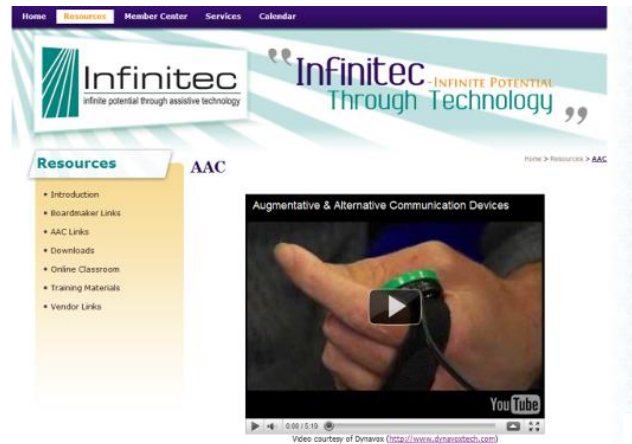 Home Resources Member Center Services Calendar
Infinitec
infinite potential through assistive technology
"Infinitec-INFINITE POTENTIAL
Through Technology"
Resources
AAC
Home > Resources > AAC
• Introduction
• Boardmaker Links
• AAC Links
• Downloads
• Online Classroom
• Training Materials
• Vendor Links
Augmentative & Alternative Communication Devices
YouTube
0:00 / 5:19
Video courtesy of Dynavox (http://www.dynavoxtech.com)